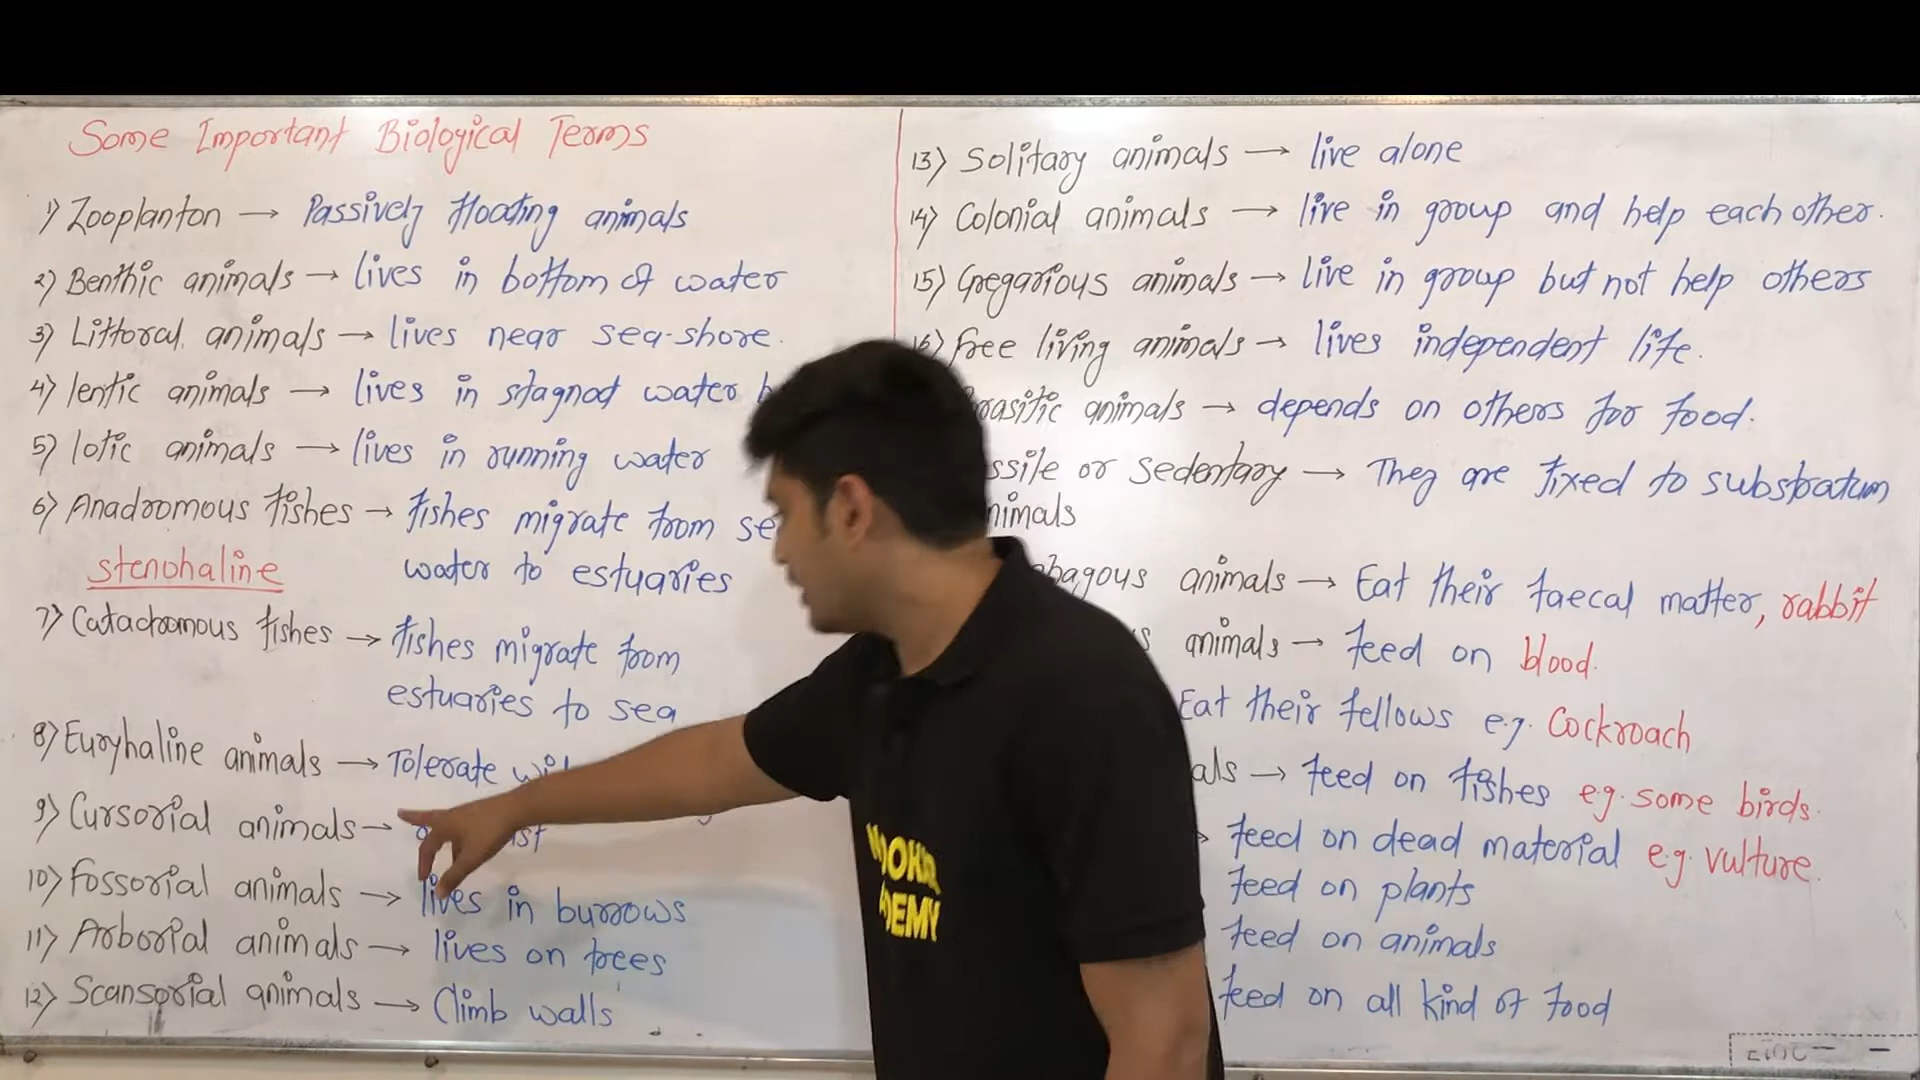 Some Important Biological Terms
1) Zooplanton → Passively floating animals
2) Benthic animals → lives in bottom of water
3) Littoral animals → lives near sea-shore.
4) lentic animals → lives in stagnad water
5) lotic animals → lives in running water
6) Anadromous fishes → fishes migrate from
water to estuaries
stenohaline
7) Catadromous fishes → fishes migrate from
estuaries to sea
8) Euryhaline animals → Tolerate
9) Cursorial animals →
10) Fossorial animals → lives in burrows
11) Arborial animals → lives on trees
12) Scansorial animals → Climb walls
13) Solitary animals → live alone
14) Colonial animals → live in group and help each other.
15) Gregarious animals → live in group but not help others
16) free living animals → lives independent life.
animals → depends on others for food.
or sedentary → They are fixed to substratum
animals → Eat their faecal matter, rabbit
animals → feed on blood.
Eat their fellows e.g. Cockroach
→ feed on fishes e.g. some birds.
feed on dead material e.g. vulture.
feed on plants
feed on animals
feed on all kind of food